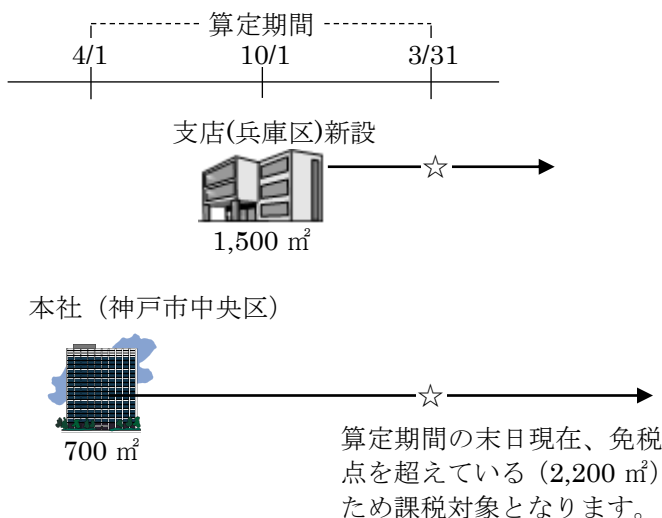 算定期間
4/1 10/1 3/31
支店(兵庫区)新設
☆
1,500 ㎡
本社（神戸市中央区）
☆
700 ㎡
算定期間の末日現在、免税
点を超えている（2,200 ㎡）
ため課税対象となります。